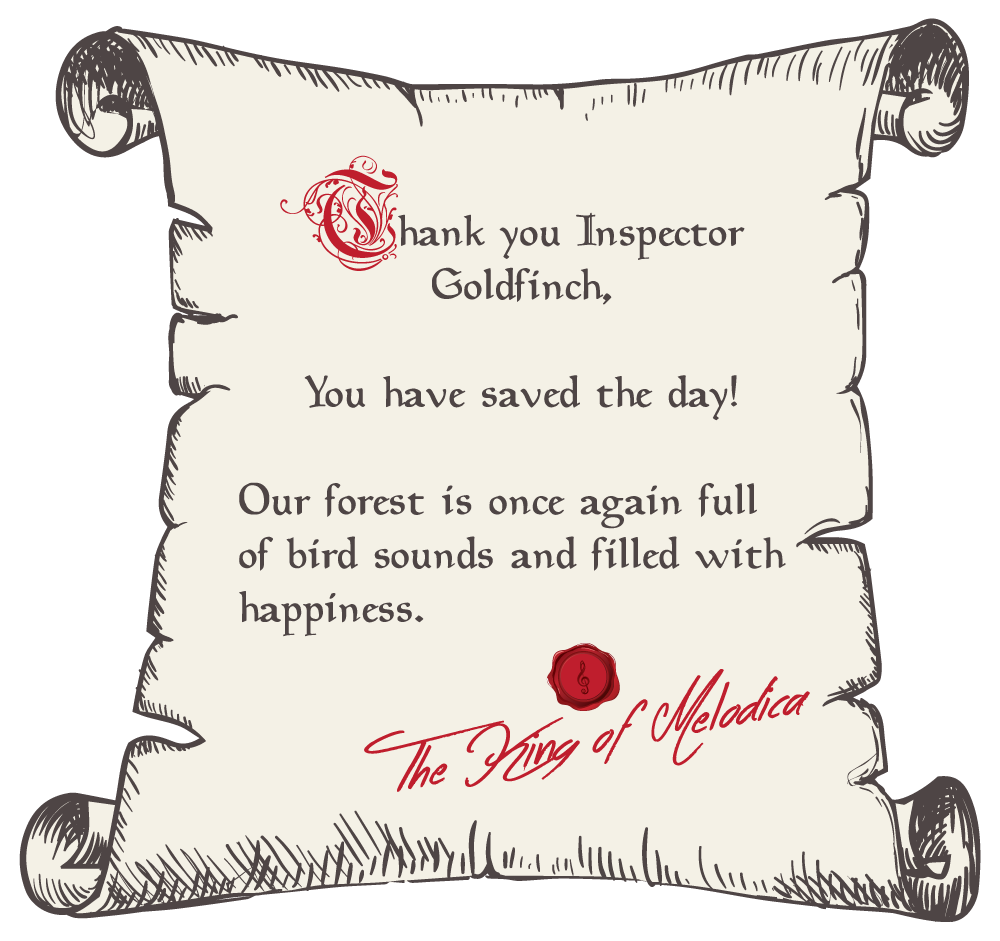 Thank you Inspector
Goldfinch,
You have saved the day!
Our forest is once again full
of bird sounds and filled with
happiness.
The King of Melodica